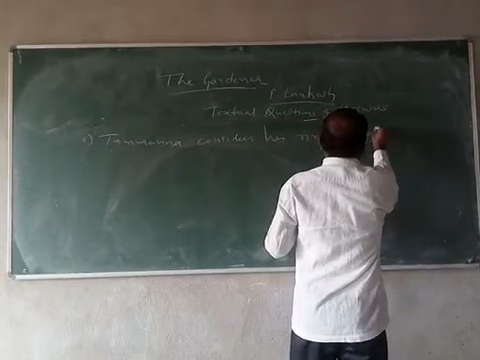 The Gardener
P Lankesh
Textual Questions &
1) Tammanna considers his